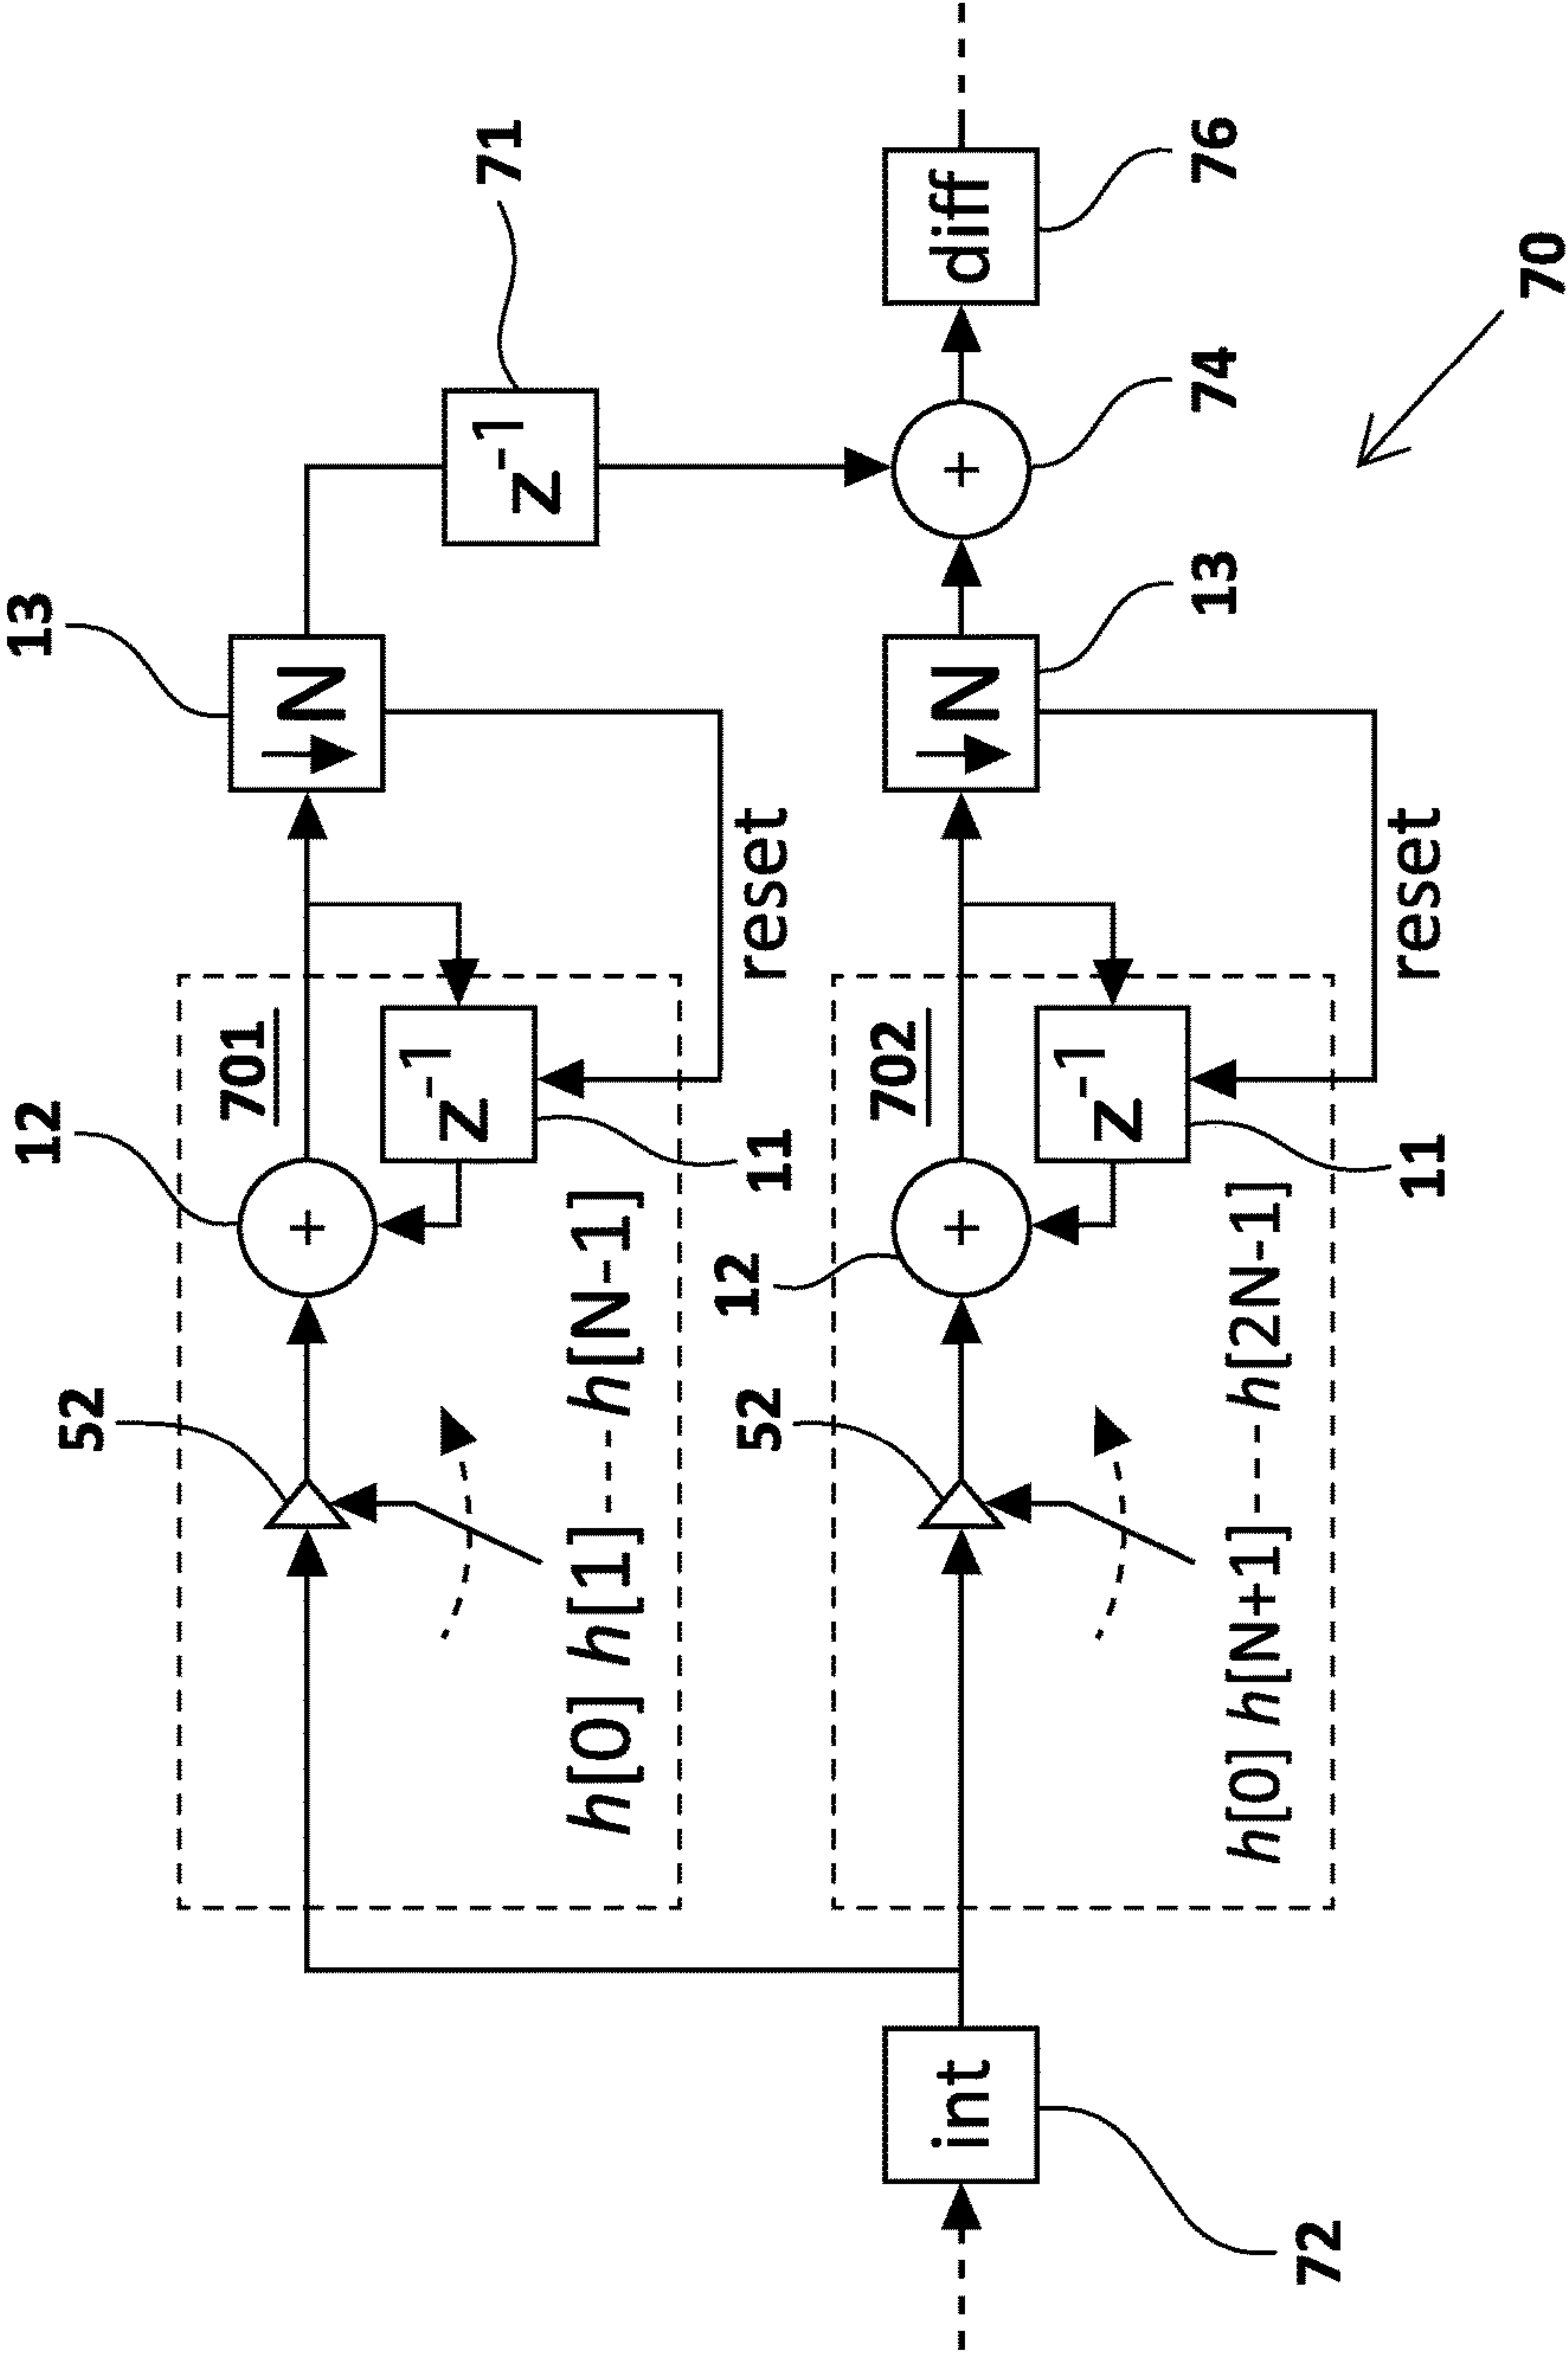 13
71
12
701
52
+
↓N
z⁻¹
z⁻¹
11
reset
h[0] h[1]----h[N-1]
12
702
52
int
+
↓N
+
diff
z⁻¹
13
74
76
72
11
reset
h[0] h[N+1]----h[2N-1]
70